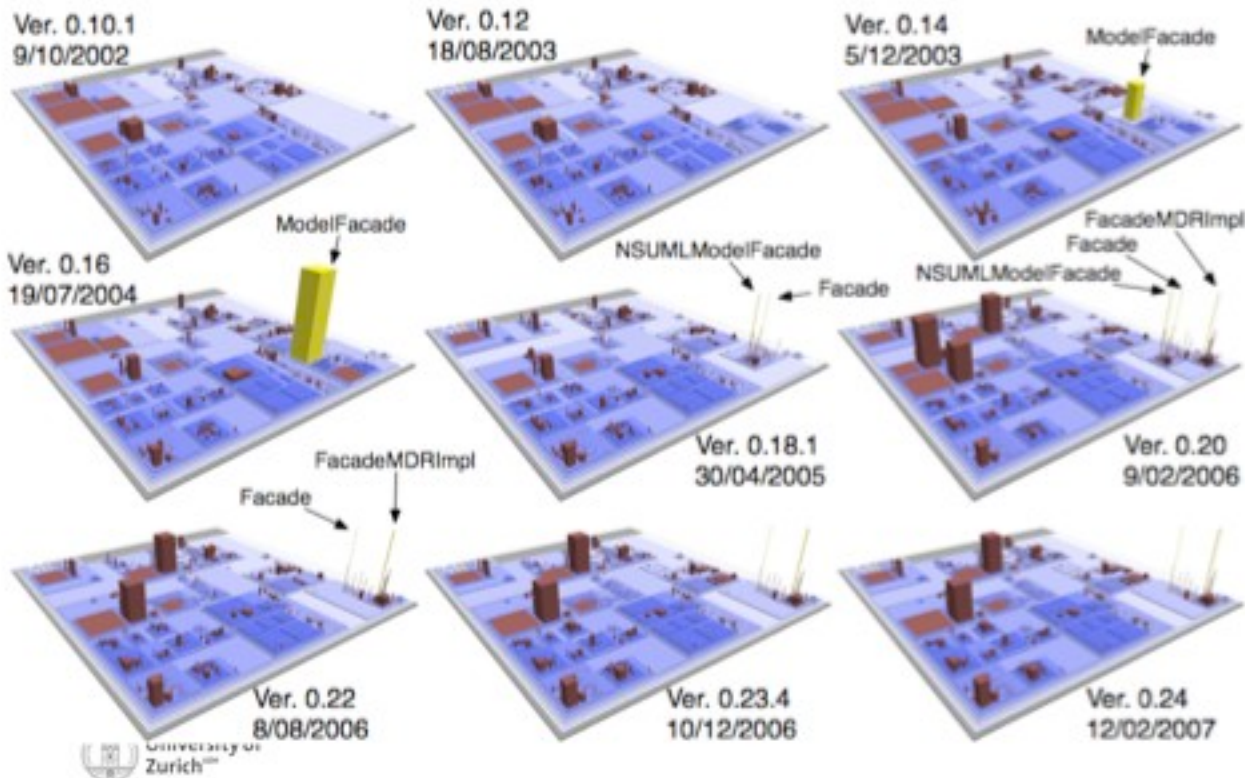 Ver. 0.10.1
9/10/2002
Ver. 0.12
18/08/2003
Ver. 0.14
5/12/2003
ModelFacade
Ver. 0.16
19/07/2004
ModelFacade
NSUMLModelFacade
Facade
Ver. 0.18.1
30/04/2005
FacadeMDRImpl
Facade
NSUMLModelFacade
Ver. 0.20
9/02/2006
FacadeMDRImpl
Facade
Ver. 0.22
8/08/2006
Ver. 0.23.4
10/12/2006
Ver. 0.24
12/02/2007
University of
Zurich